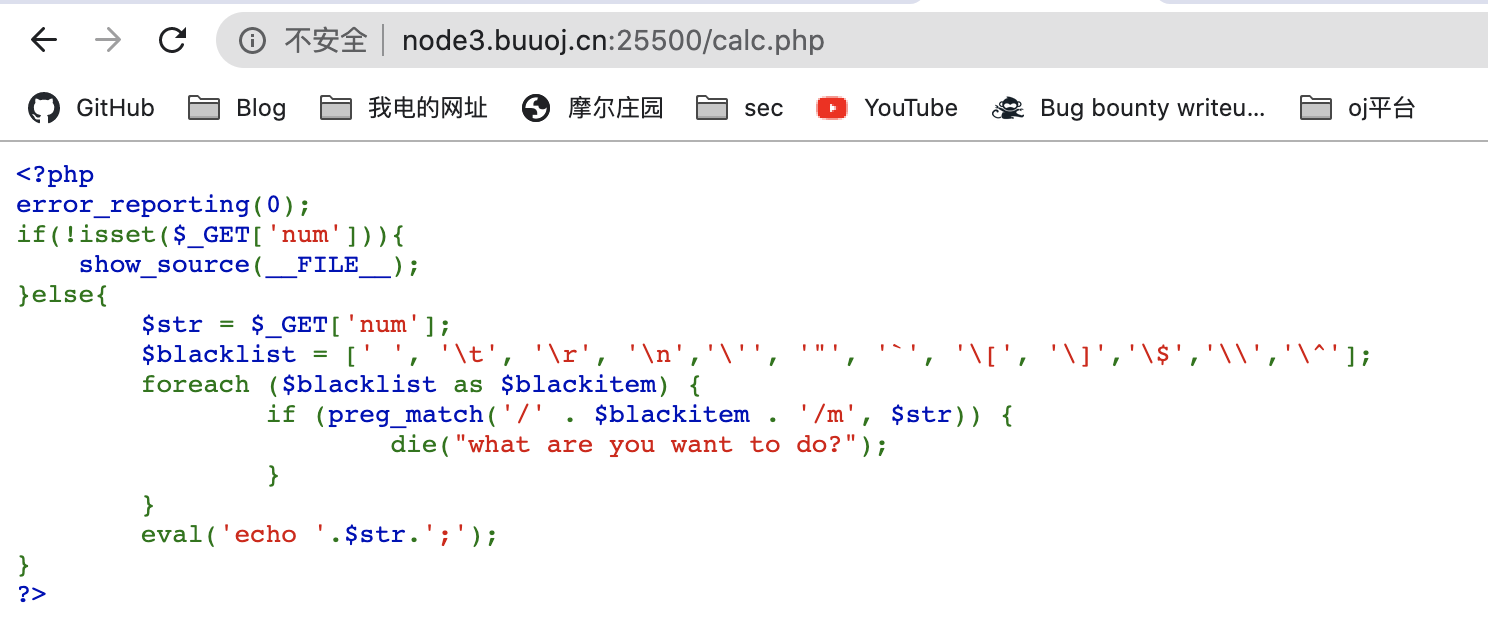 不安全 node3.buuoj.cn:25500/calc.php
GitHub Blog 我电的网址 摩尔庄园 sec YouTube Bug bounty writeu... oj平台
<?php
error_reporting(0);
if(!isset($_GET['num'])){
    show_source(__FILE__);
}else{
        $str = $_GET['num'];
        $blacklist = [' ', '\t', '\r', '\n','\'', '"', '`', '\[', '\]','\$','\\','\^'];
        foreach ($blacklist as $blackitem) {
                if (preg_match('/' . $blackitem . '/m', $str)) {
                        die("what are you want to do?");
                }
        }
        eval('echo '.$str.';');
}
?>